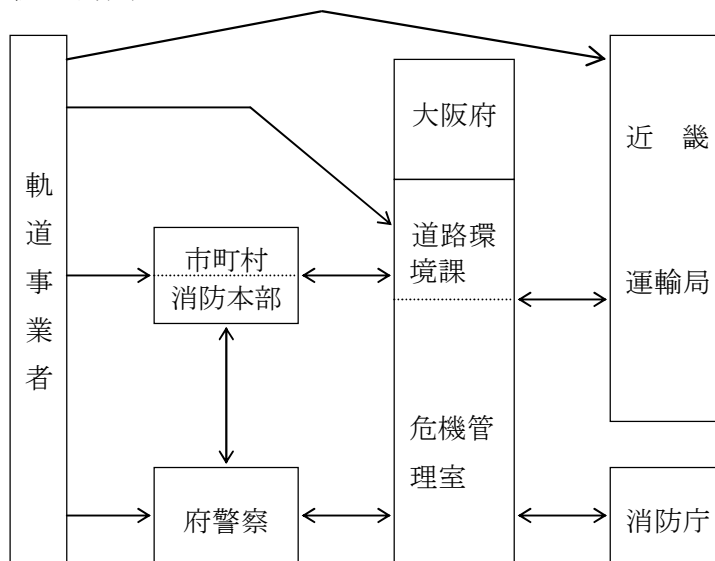 軌道事業者
市町村
消防本部
府警察
大阪府
道路環
境課
危機管
理室
近畿
運輸局
消防庁